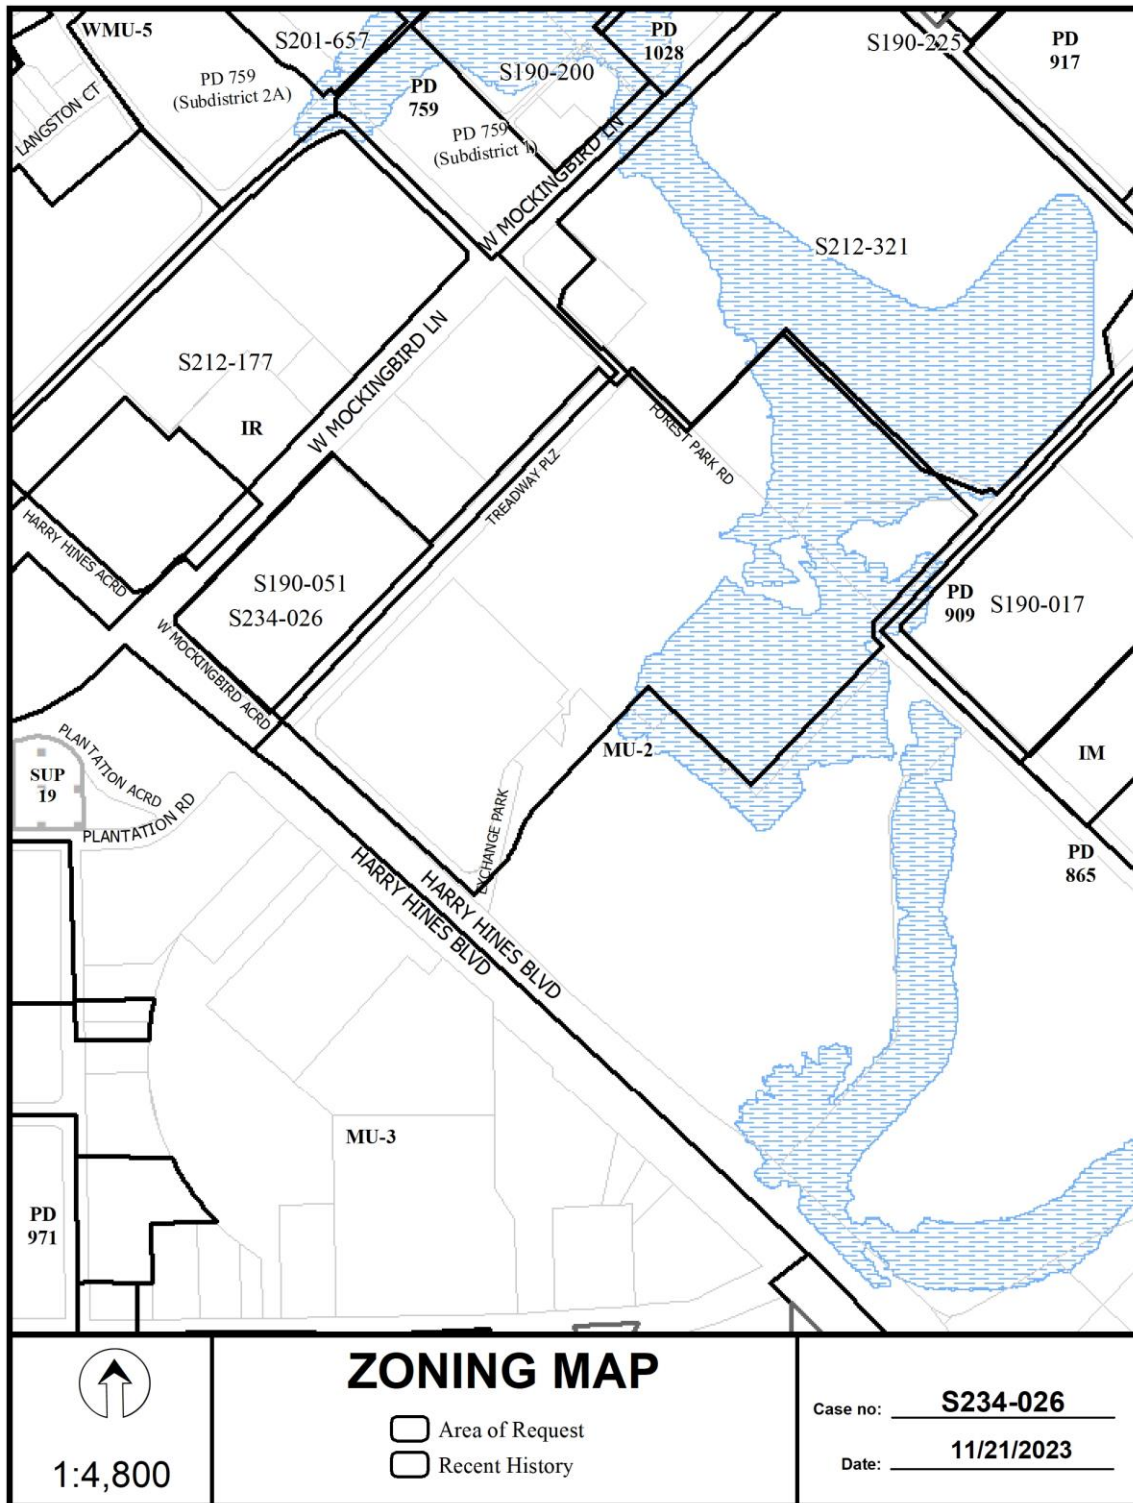 WMU-5
S201-657
PD
1028
S190-225
PD
917
PD 759
(Subdistrict 2A)
S190-200
PD
759
LANGSTON CT
PD 759
(Subdistrict 1)
W MOCKINGBIRD LN
S212-321
S212-177
W MOCKINGBIRD LN
IR
FOREST PARK RD
TREADWAY PLZ
HARRY HINES ACRD
S190-051
S234-026
PD
909
S190-017
W MOCKINGBIRD ACRD
PLANTATION ACRD
MU-2
IM
SUP
19
PLANTATION RD
EXCHANGE PARK
PD
865
HARRY HINES BLVD
HARRY HINES BLVD
MU-3
PD
971
1:4,800
ZONING MAP
Area of Request
Recent History
Case no: S234-026
Date: 11/21/2023